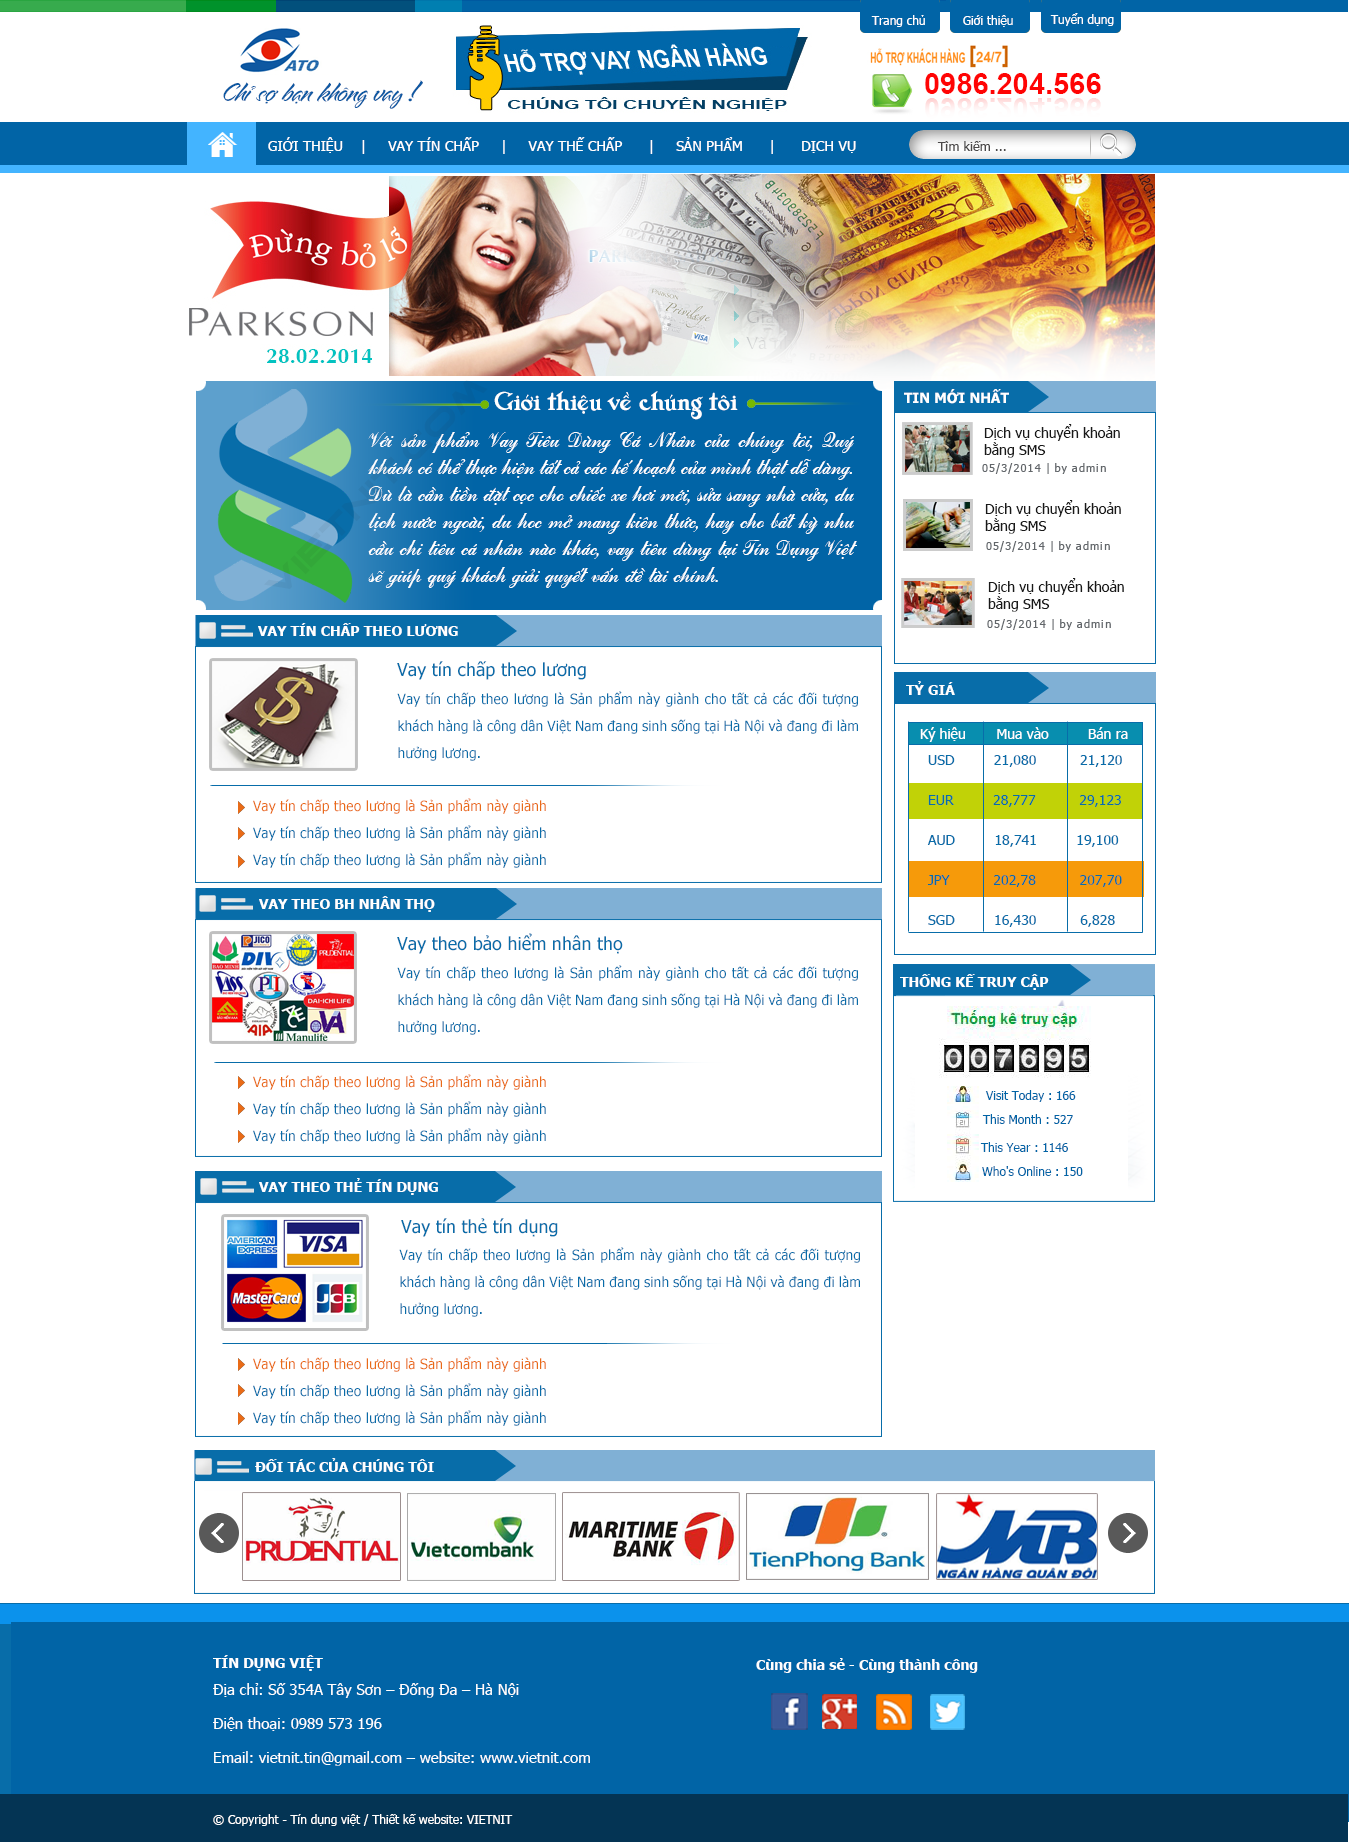 Trang chủ
Giới thiệu
Tuyển dụng
ATO
Chỉ sợ bạn không vay !
HỖ TRỢ VAY NGÂN HÀNG
CHÚNG TÔI CHUYÊN NGHIỆP
HỖ TRỢ KHÁCH HÀNG [24/7]
0986.204.566
GIỚI THIỆU | VAY TÍN CHẤP | VAY THẾ CHẤP | SẢN PHẨM | DỊCH VỤ
Tìm kiếm ...
Đừng bỏ lỡ
PARKSON
28.02.2014
Giới thiệu về chúng tôi
Với sản phẩm Vay Tiêu Dùng Cá Nhân của chúng tôi, Quý
khách có thể thực hiện tất cả các kế hoạch của mình thật dễ dàng.
Dù là cần tiền đặt cọc cho chiếc xe hơi mới, sửa sang nhà cửa, du
lịch nước ngoài, du học mở mang kiến thức, hay cho bất kỳ nhu
cầu chi tiêu cá nhân nào khác, vay tiêu dùng tại Tín Dụng Việt
sẽ giúp quý khách giải quyết vấn đề tài chính.
TIN MỚI NHẤT
Dịch vụ chuyển khoản
bằng SMS
05/3/2014 | by admin
Dịch vụ chuyển khoản
bằng SMS
05/3/2014 | by admin
Dịch vụ chuyển khoản
bằng SMS
05/3/2014 | by admin
VAY TÍN CHẤP THEO LƯƠNG
Vay tín chấp theo lương
Vay tín chấp theo lương là Sản phẩm này giành cho tất cả các đối tượng
khách hàng là công dân Việt Nam đang sinh sống tại Hà Nội và đang đi làm
hưởng lương.
Vay tín chấp theo lương là Sản phẩm này giành
Vay tín chấp theo lương là Sản phẩm này giành
Vay tín chấp theo lương là Sản phẩm này giành
TỶ GIÁ
Ký hiệu Mua vào Bán ra
USD 21,080 21,120
EUR 28,777 29,123
AUD 18,741 19,100
JPY 202,78 207,70
SGD 16,430 6,828
VAY THEO BH NHÂN THỌ
BAO MINH
PJICO
BAO VIET
PRUDENTIAL
DIV
VASS
PTI
DAI-ICHI LIFE
AIA
ACE
VA
Manulife
Vay theo bảo hiểm nhân thọ
Vay tín chấp theo lương là Sản phẩm này giành cho tất cả các đối tượng
khách hàng là công dân Việt Nam đang sinh sống tại Hà Nội và đang đi làm
hưởng lương.
Vay tín chấp theo lương là Sản phẩm này giành
Vay tín chấp theo lương là Sản phẩm này giành
Vay tín chấp theo lương là Sản phẩm này giành
THỐNG KẾ TRUY CẬP
Thống kê truy cập
007695
Visit Today : 166
This Month : 527
This Year : 1146
Who's Online : 150
VAY THEO THẺ TÍN DỤNG
AMERICAN EXPRESS
VISA
MasterCard
JCB
Vay tín thẻ tín dụng
Vay tín chấp theo lương là Sản phẩm này giành cho tất cả các đối tượng
khách hàng là công dân Việt Nam đang sinh sống tại Hà Nội và đang đi làm
hưởng lương.
Vay tín chấp theo lương là Sản phẩm này giành
Vay tín chấp theo lương là Sản phẩm này giành
Vay tín chấp theo lương là Sản phẩm này giành
ĐỐI TÁC CỦA CHÚNG TÔI
PRUDENTIAL
Vietcombank
MARITIME
BANK
TienPhong Bank
MB
NGÂN HÀNG QUÂN ĐỘI
TÍN DỤNG VIỆT
Địa chỉ: Số 354A Tây Sơn – Đống Đa – Hà Nội
Điện thoại: 0989 573 196
Email: vietnit.tin@gmail.com – website: www.vietnit.com
Cùng chia sẻ - Cùng thành công
© Copyright - Tín dụng việt / Thiết kế website: VIETNIT